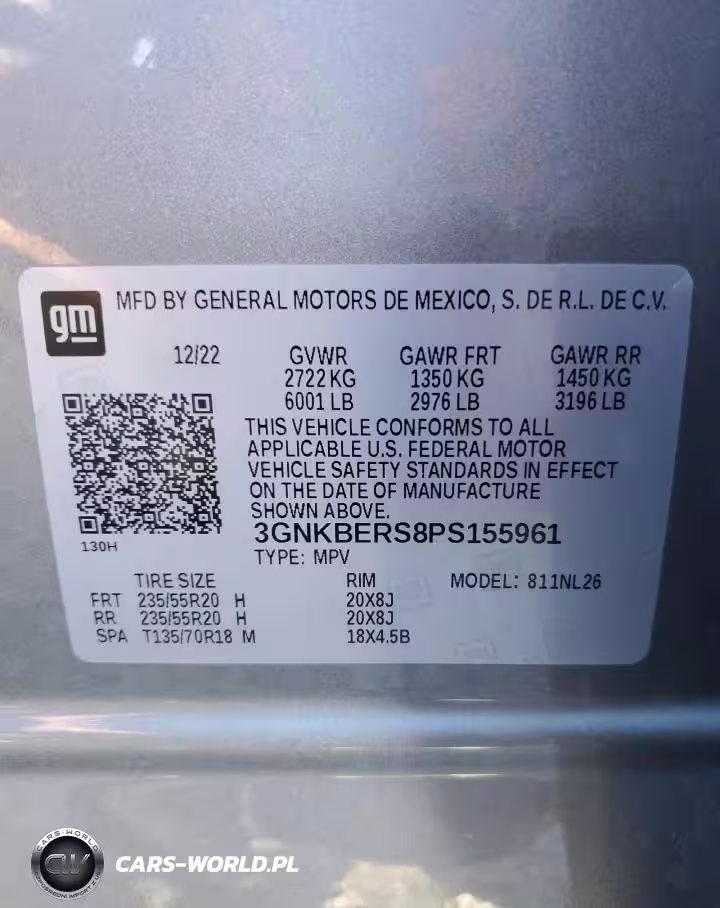 gm
MFD BY GENERAL MOTORS DE MEXICO, S. DE R.L. DE C.V.
12/22 GVWR GAWR FRT GAWR RR
2722 KG 1350 KG 1450 KG
6001 LB 2976 LB 3196 LB
THIS VEHICLE CONFORMS TO ALL
APPLICABLE U.S. FEDERAL MOTOR
VEHICLE SAFETY STANDARDS IN EFFECT
ON THE DATE OF MANUFACTURE
SHOWN ABOVE.
3GNKBERS8PS155961
130H
TYPE: MPV
TIRE SIZE RIM MODEL: 811NL26
FRT 235/55R20 H 20X8J
RR 235/55R20 H 20X8J
SPA T135/70R18 M 18X4.5B
CARS-WORLD
CW
CARS-WORLD.PL